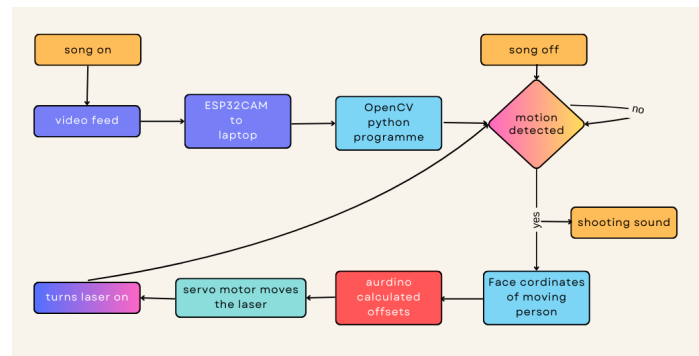 song on
song off
video feed
ESP32CAM
to
laptop
OpenCV
python
programme
motion
detected
no
yes
shooting sound
turns laser on
servo motor moves
the laser
aurdino
calculated
offsets
Face cordinates
of moving
person